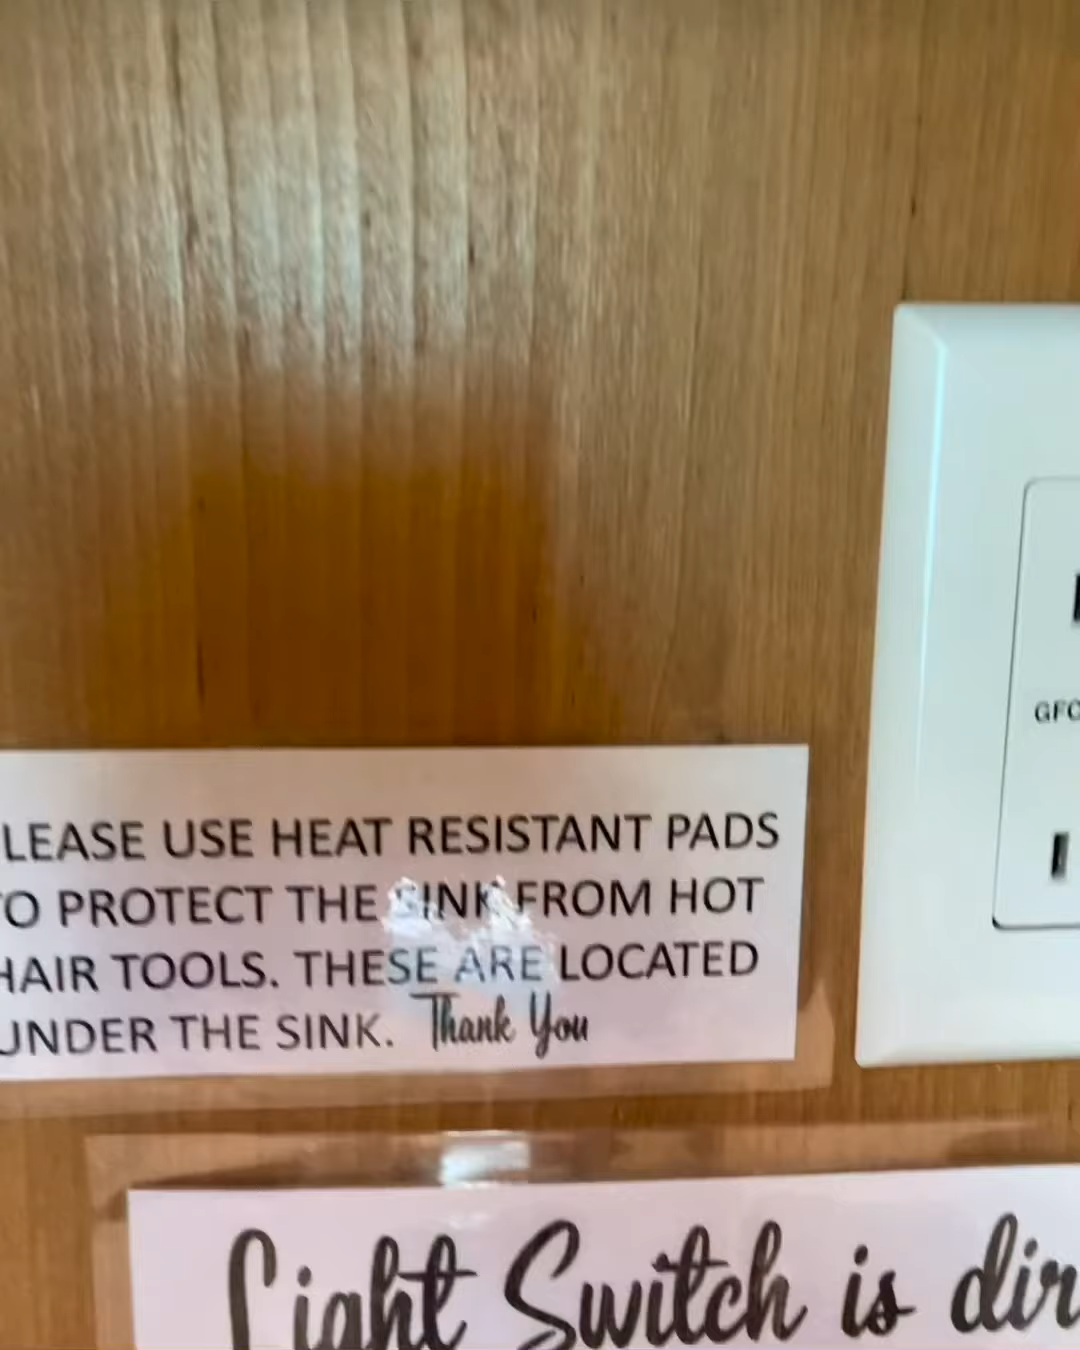 LEASE USE HEAT RESISTANT PADS
TO PROTECT THE SINK FROM HOT
HAIR TOOLS. THESE ARE LOCATED
UNDER THE SINK. Thank You
GFC
Light Switch is dir